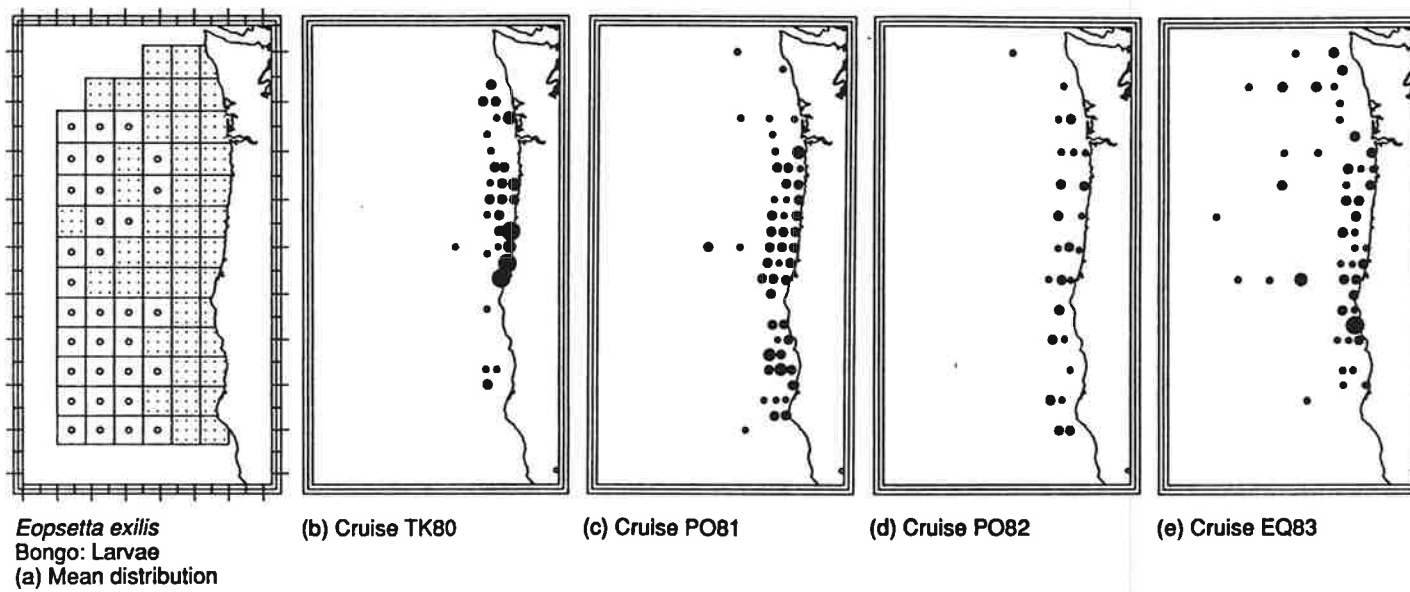 Eopsetta exilis
Bongo: Larvae
(a) Mean distribution
(b) Cruise TK80
(c) Cruise PO81
(d) Cruise PO82
(e) Cruise EQ83